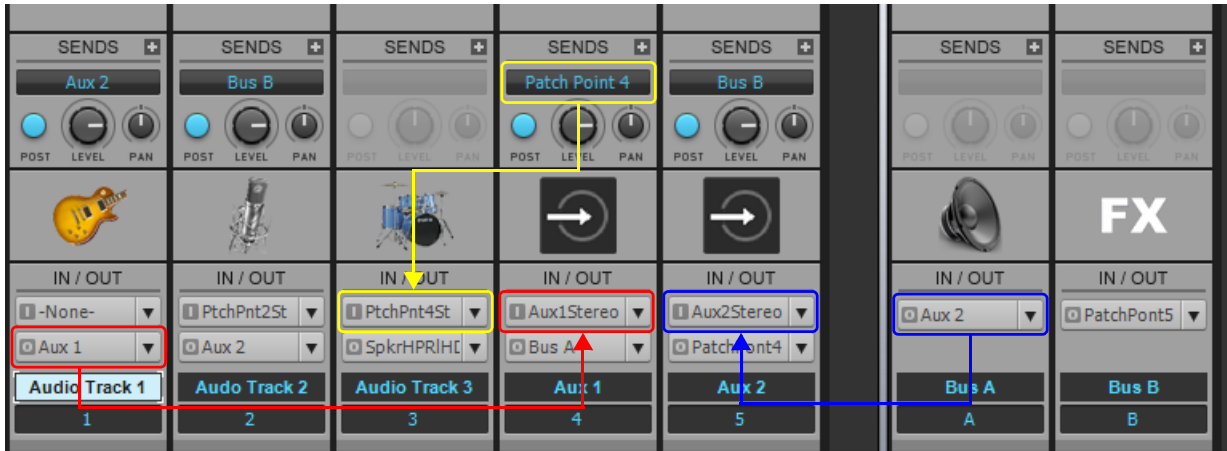 SENDS + SENDS + SENDS + SENDS + SENDS + SENDS + SENDS +
Aux 2 Bus B Patch Point 4 Bus B
POST LEVEL PAN POST LEVEL PAN POST LEVEL PAN POST LEVEL PAN POST LEVEL PAN POST LEVEL PAN POST LEVEL PAN
FX
IN / OUT IN / OUT IN / OUT IN / OUT IN / OUT IN / OUT IN / OUT
I -None- I PtchPnt2St I PtchPnt4St I Aux1Stereo I Aux2Stereo O Aux 2 O PatchPont5
O Aux 1 O Aux 2 O SpkrHPRlHD O Bus A O PatchPont4
Audio Track 1 Audo Track 2 Audio Track 3 Aux 1 Aux 2 Bus A Bus B
1 2 3 4 5 A B